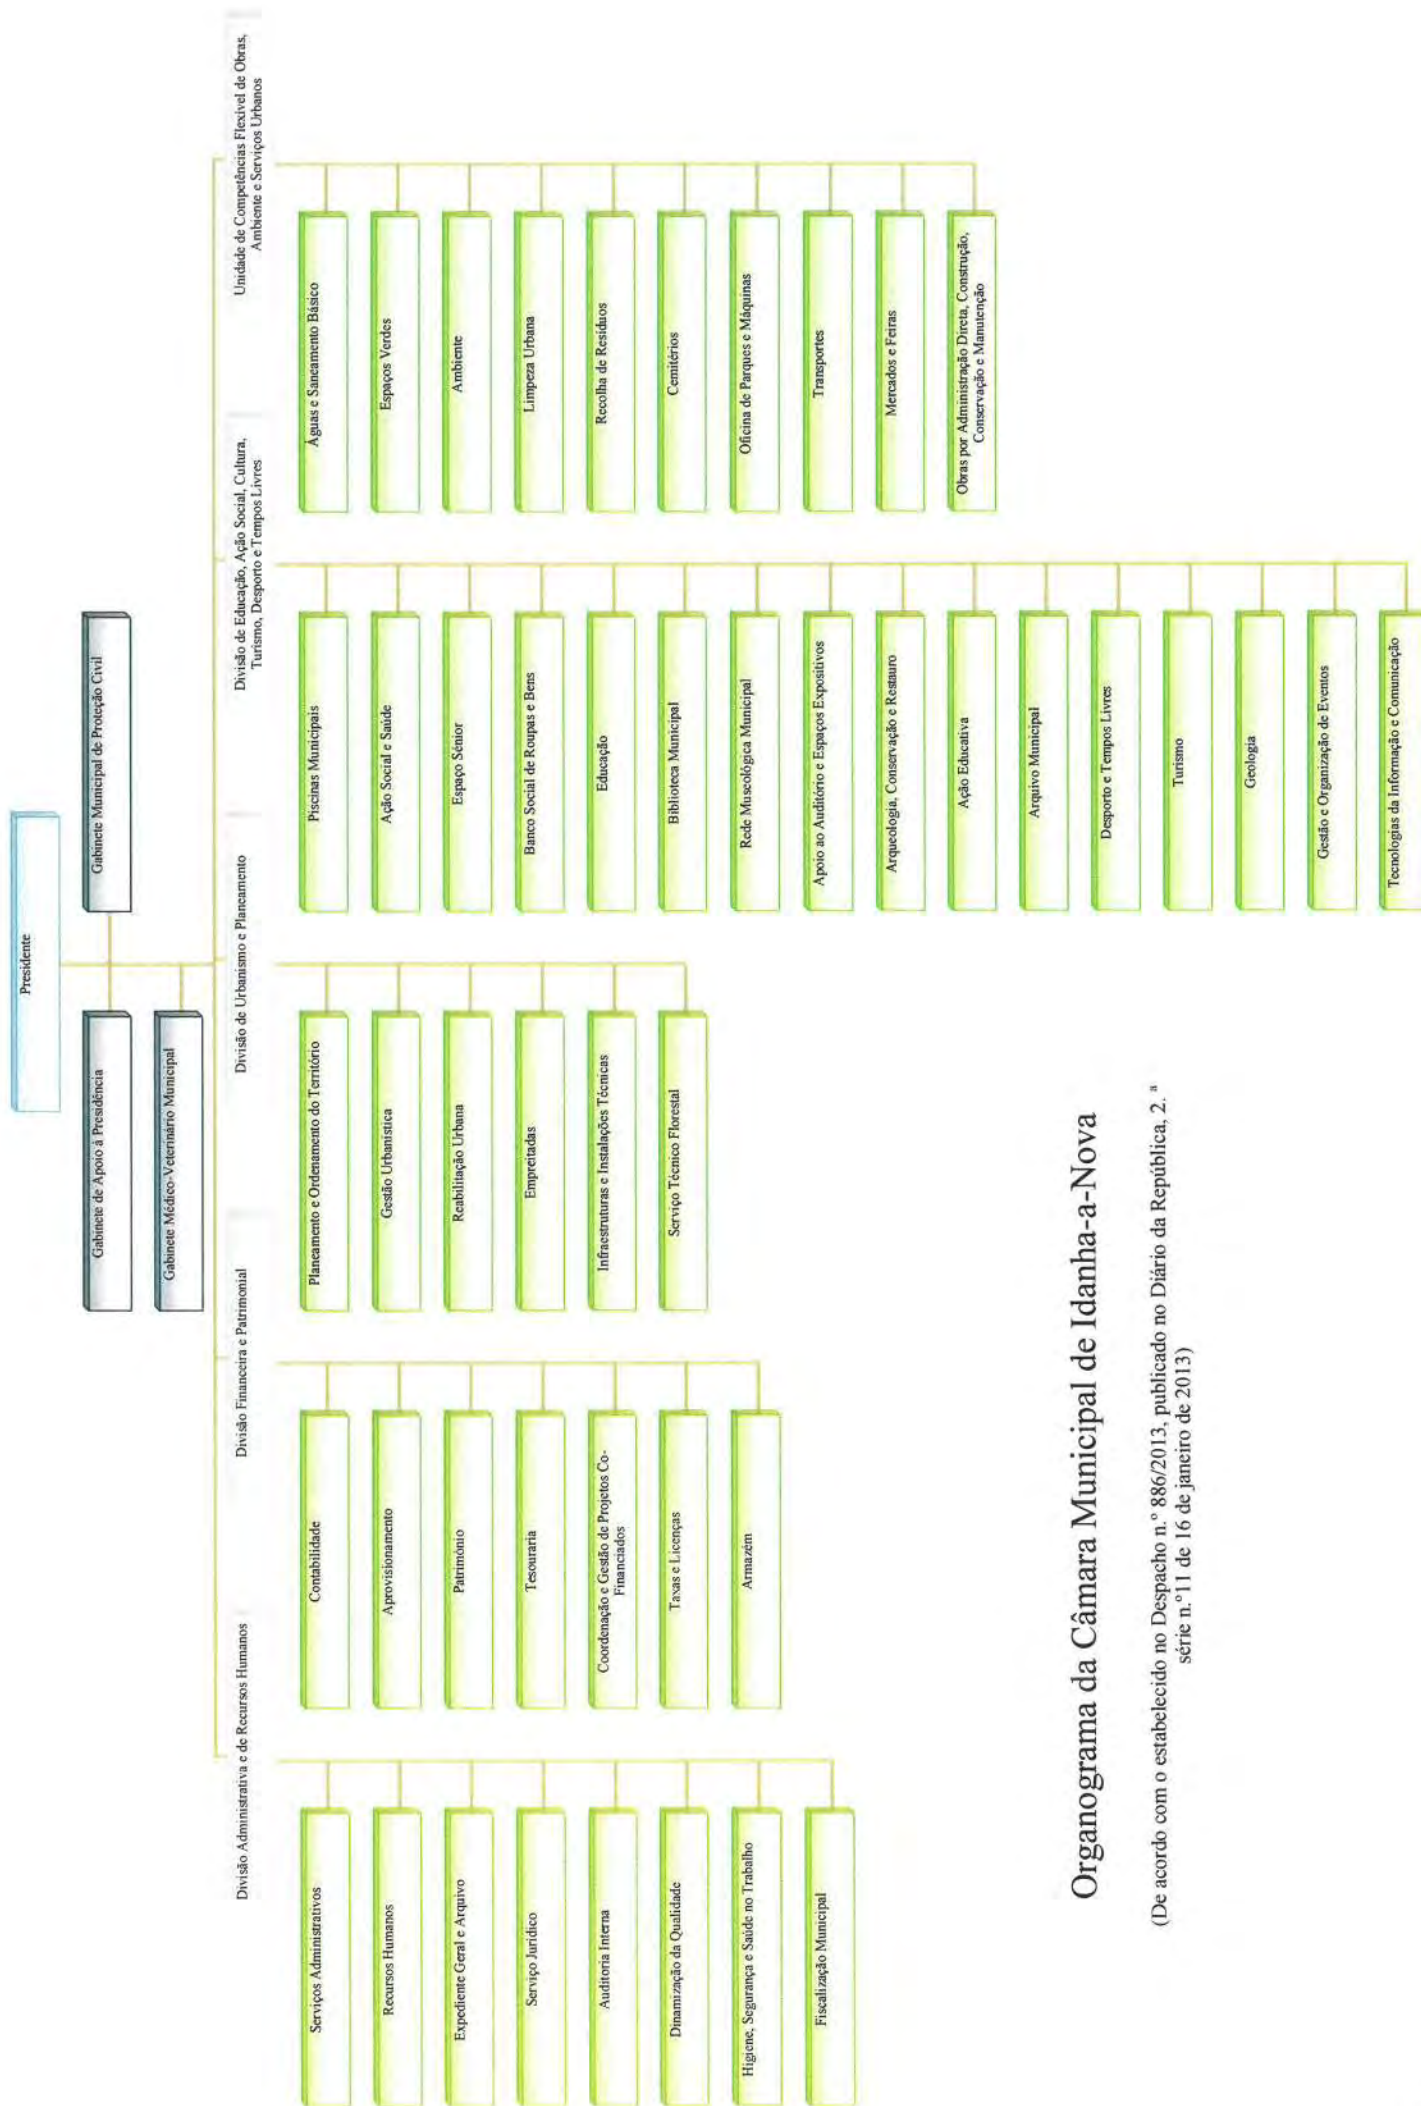 Presidente
Gabinete de Apoio à Presidência
Gabinete Municipal de Proteção Civil
Gabinete Médico-Veterinário Municipal
Divisão Administrativa e de Recursos Humanos
Serviços Administrativos
Recursos Humanos
Expediente Geral e Arquivo
Serviço Jurídico
Auditoria Interna
Dinamização da Qualidade
Higiene, Segurança e Saúde no Trabalho
Fiscalização Municipal
Divisão Financeira e Patrimonial
Contabilidade
Aprovisionamento
Património
Tesouraria
Coordenação e Gestão de Projetos Co-
Financiados
Taxas e Licenças
Armazém
Divisão de Urbanismo e Planeamento
Planeamento e Ordenamento do Território
Gestão Urbanística
Reabilitação Urbana
Empreitadas
Infraestruturas e Instalações Técnicas
Serviço Técnico Florestal
Divisão de Educação, Ação Social, Cultura,
Turismo, Desporto e Tempos Livres
Piscinas Municipais
Ação Social e Saúde
Espaço Sénior
Banco Social de Roupas e Bens
Educação
Biblioteca Municipal
Rede Museológica Municipal
Apoio ao Auditório e Espaços Expositivos
Arqueologia, Conservação e Restauro
Ação Educativa
Arquivo Municipal
Desporto e Tempos Livres
Turismo
Geologia
Gestão e Organização de Eventos
Tecnologias da Informação e Comunicação
Unidade de Competências Flexivel de Obras,
Ambiente e Serviços Urbanos
Águas e Saneamento Básico
Espaços Verdes
Ambiente
Limpeza Urbana
Recolha de Resíduos
Cemitérios
Oficina de Parques e Máquinas
Transportes
Mercados e Feiras
Obras por Administração Direta, Construção,
Conservação e Manutenção
Organograma da Câmara Municipal de Idanha-a-Nova
(De acordo com o estabelecido no Despacho n.º 886/2013, publicado no Diário da República, 2. ª
série n.º11 de 16 de janeiro de 2013)